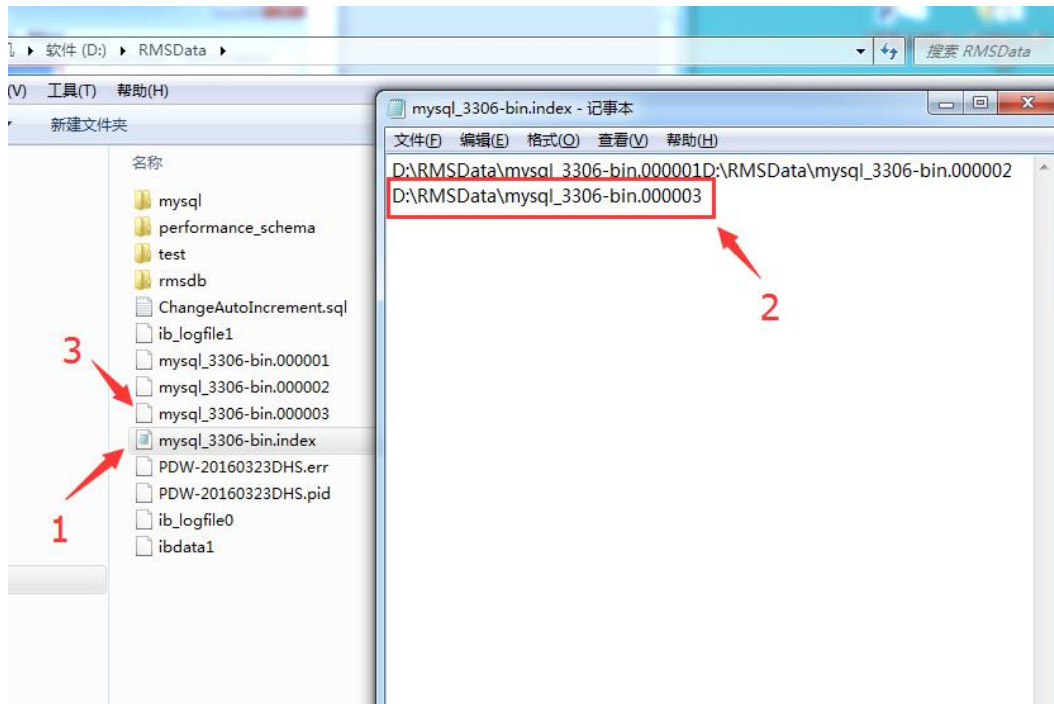 软件 (D:) ▸ RMSData ▸
搜索 RMSData
(V) 工具(T) 帮助(H)
新建文件夹
名称
mysql
performance_schema
test
rmsdb
ChangeAutoIncrement.sql
ib_logfile1
mysql_3306-bin.000001
mysql_3306-bin.000002
mysql_3306-bin.000003
mysql_3306-bin.index
PDW-20160323DHS.err
PDW-20160323DHS.pid
ib_logfile0
ibdata1
3
1
mysql_3306-bin.index - 记事本
文件(F) 编辑(E) 格式(O) 查看(V) 帮助(H)
D:\RMSData\mysql_3306-bin.000001D:\RMSData\mysql_3306-bin.000002
D:\RMSData\mysql_3306-bin.000003
2